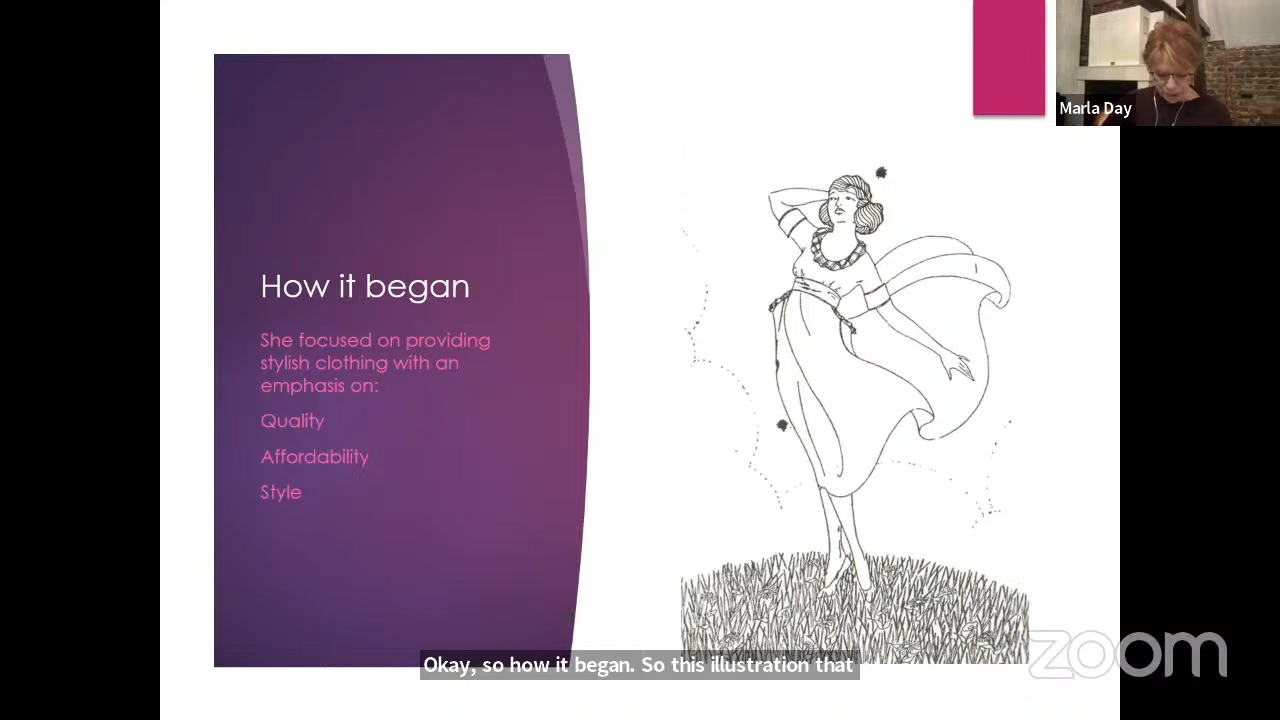 Marla Day
How it began
She focused on providing
stylish clothing with an
emphasis on:
Quality
Affordability
Style
Okay, so how it began. So this illustration that
zoom